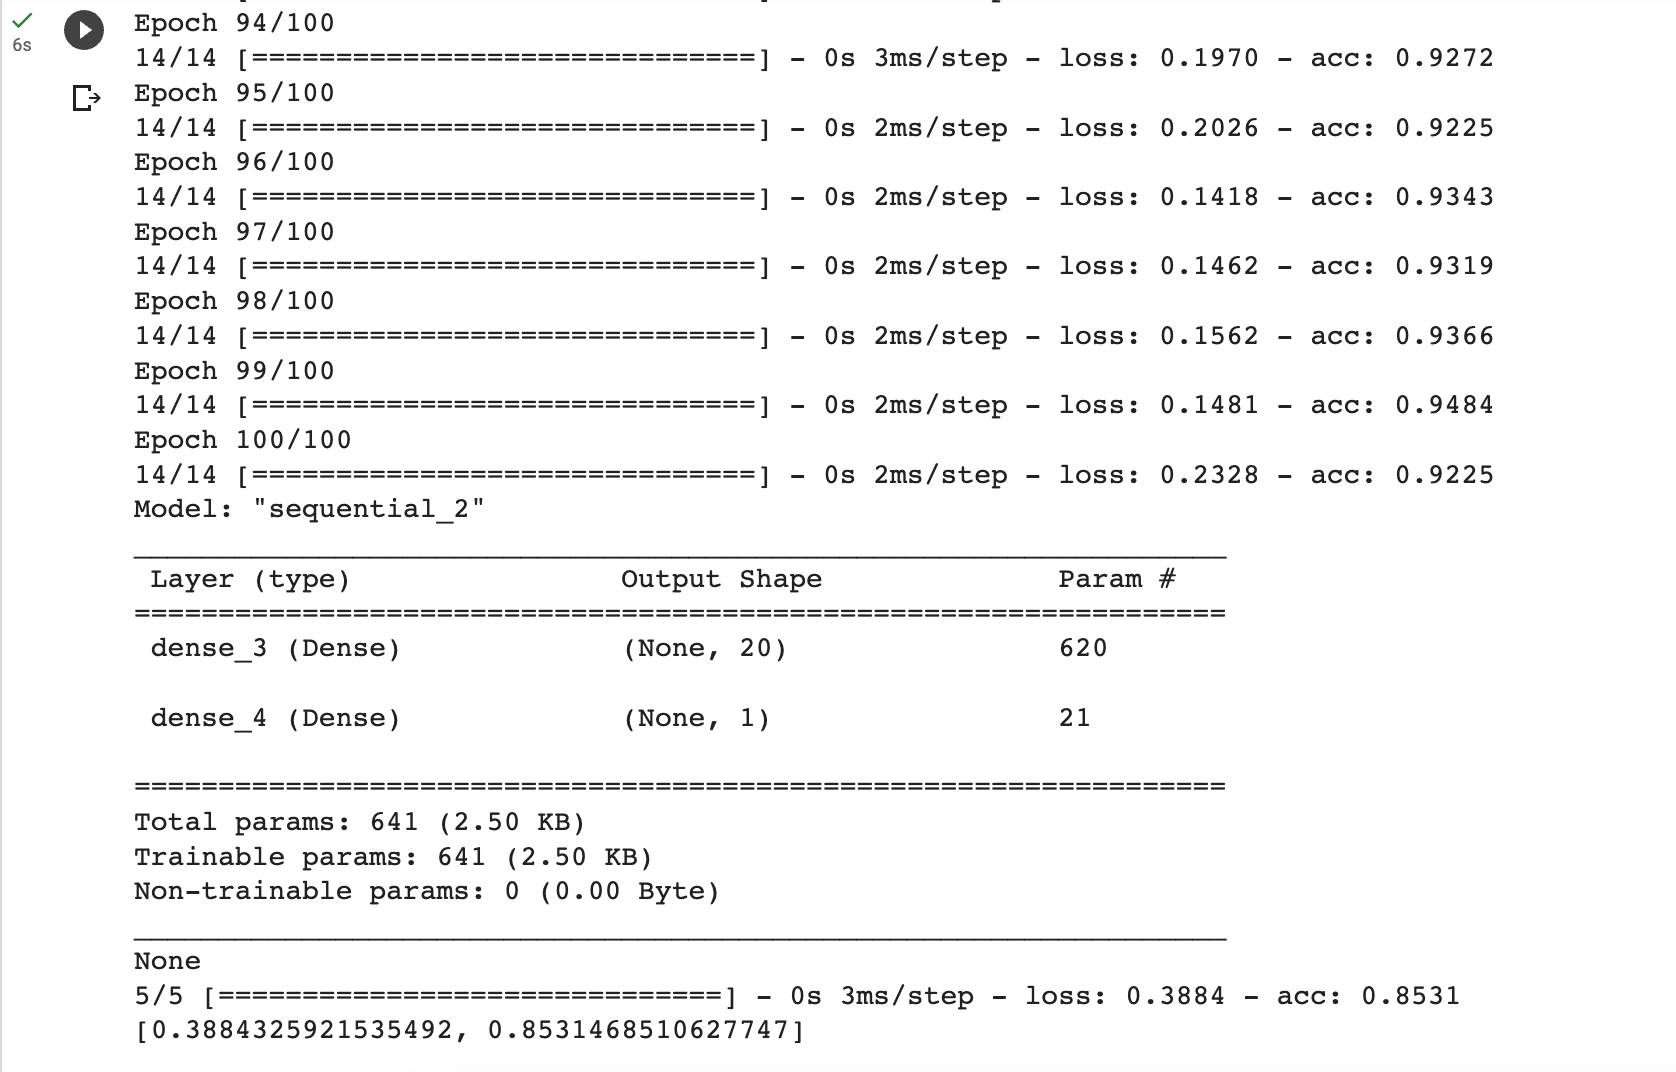 Epoch 94/100
6s
14/14 [==============================] - 0s 3ms/step - loss: 0.1970 - acc: 0.9272
Epoch 95/100
14/14 [==============================] - 0s 2ms/step - loss: 0.2026 - acc: 0.9225
Epoch 96/100
14/14 [==============================] - 0s 2ms/step - loss: 0.1418 - acc: 0.9343
Epoch 97/100
14/14 [==============================] - 0s 2ms/step - loss: 0.1462 - acc: 0.9319
Epoch 98/100
14/14 [==============================] - 0s 2ms/step - loss: 0.1562 - acc: 0.9366
Epoch 99/100
14/14 [==============================] - 0s 2ms/step - loss: 0.1481 - acc: 0.9484
Epoch 100/100
14/14 [==============================] - 0s 2ms/step - loss: 0.2328 - acc: 0.9225
Model: "sequential_2"
_________________________________________________________________
Layer (type) Output Shape Param #
=================================================================
dense_3 (Dense) (None, 20) 620
dense_4 (Dense) (None, 1) 21
=================================================================
Total params: 641 (2.50 KB)
Trainable params: 641 (2.50 KB)
Non-trainable params: 0 (0.00 Byte)
_________________________________________________________________
None
5/5 [==============================] - 0s 3ms/step - loss: 0.3884 - acc: 0.8531
[0.3884325921535492, 0.8531468510627747]